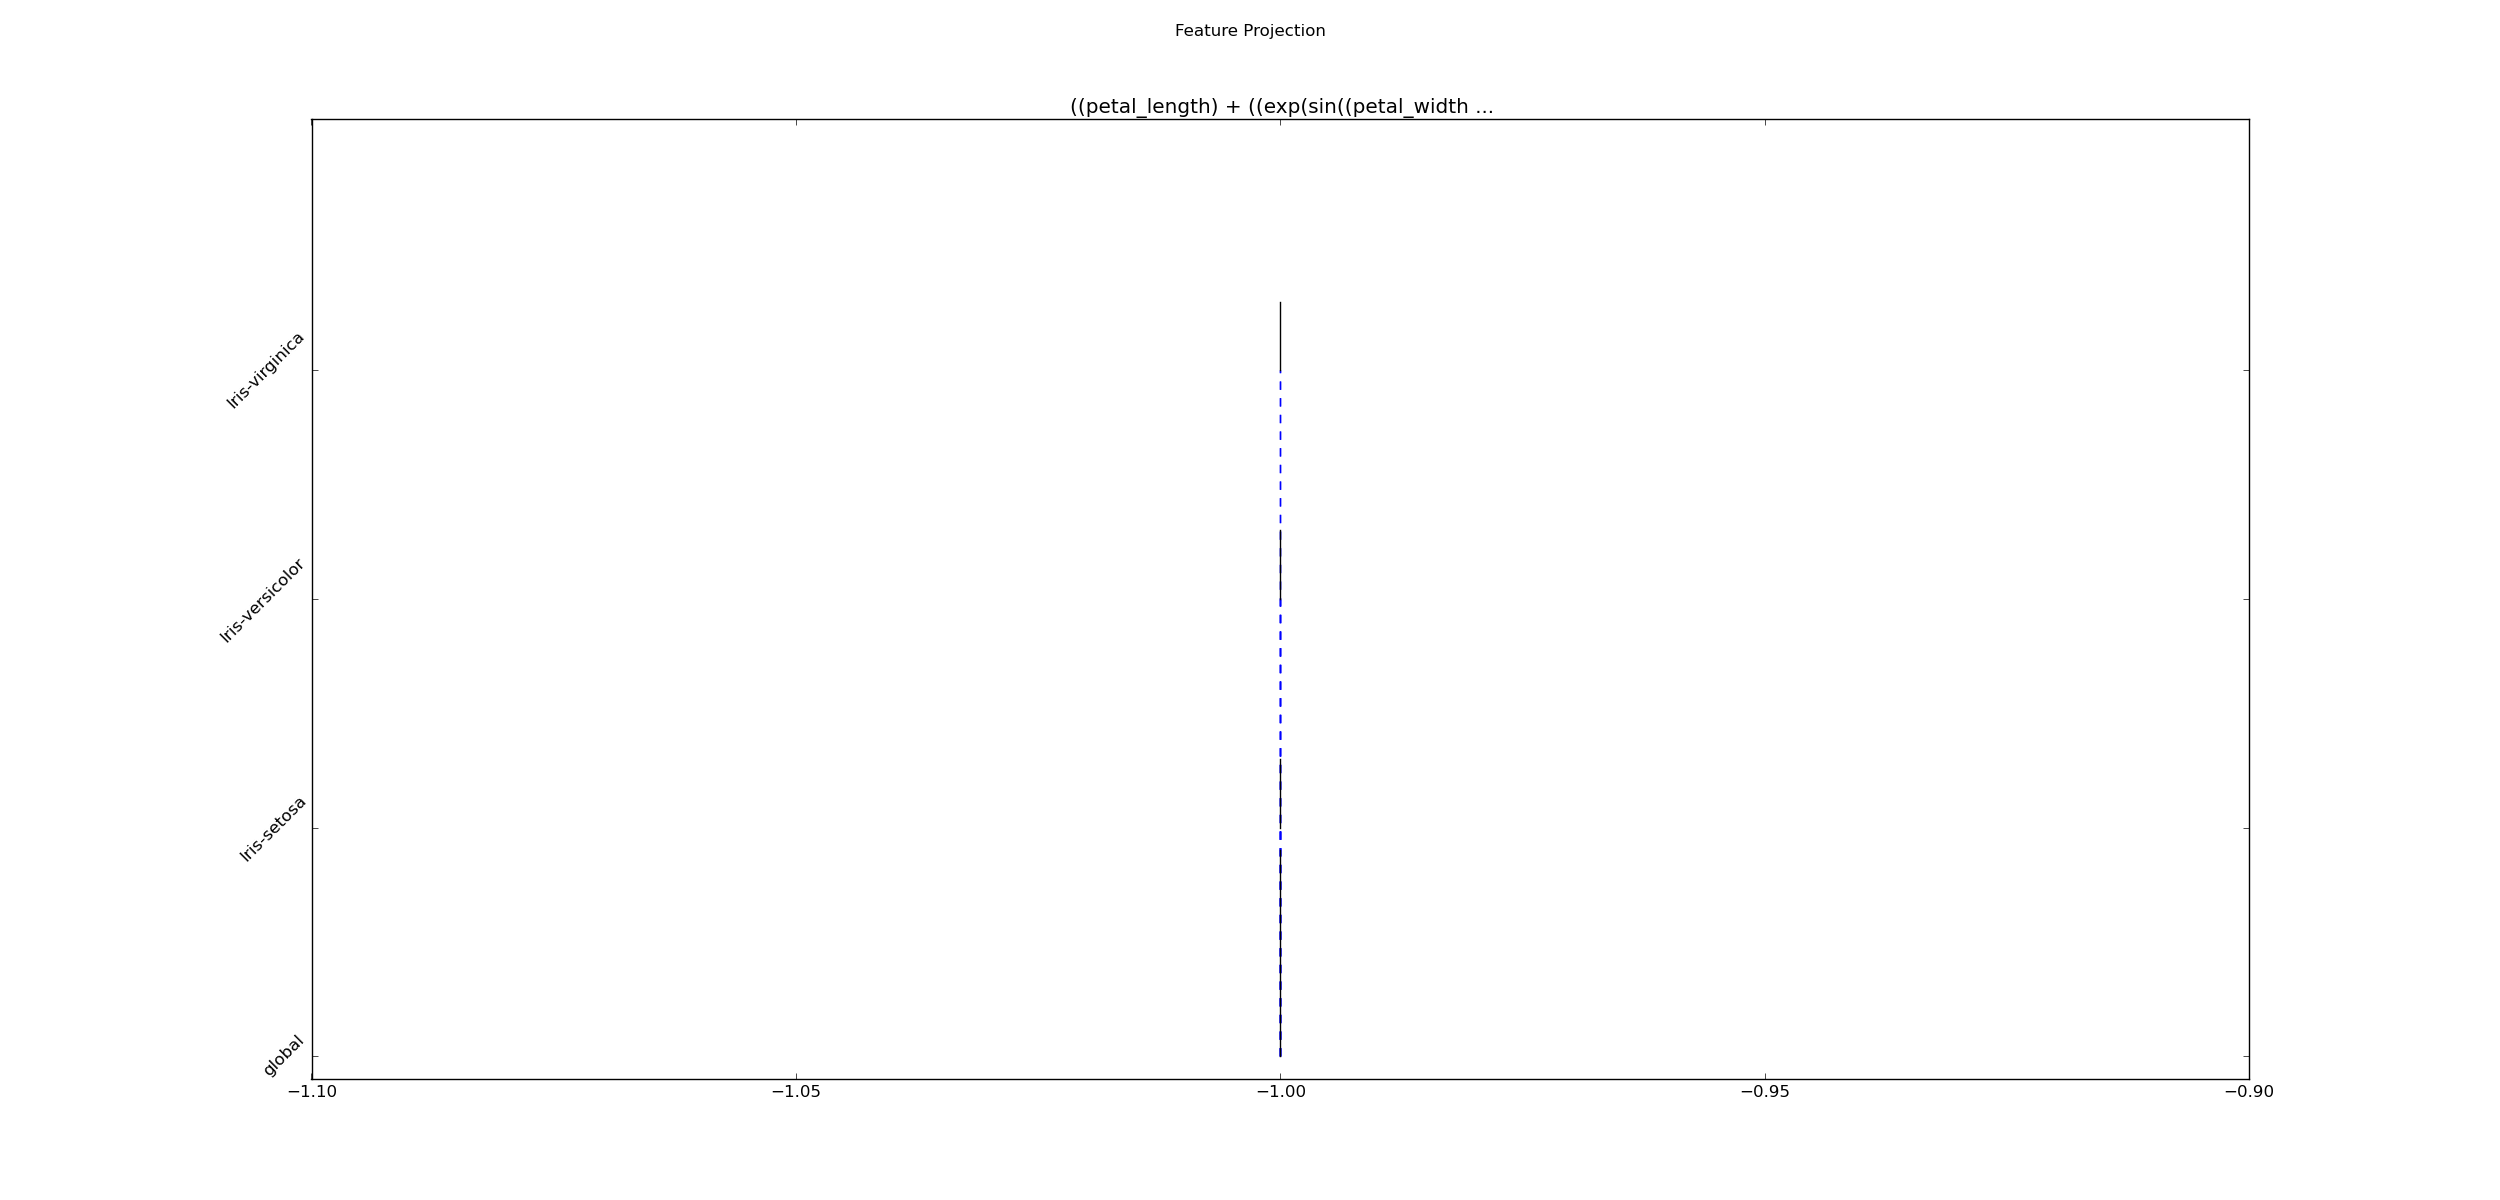 Feature Projection
((petal_length) + ((exp(sin((petal_width ...
Iris-virginica
Iris-versicolor
Iris-setosa
global
−1.10 −1.05 −1.00 −0.95 −0.90